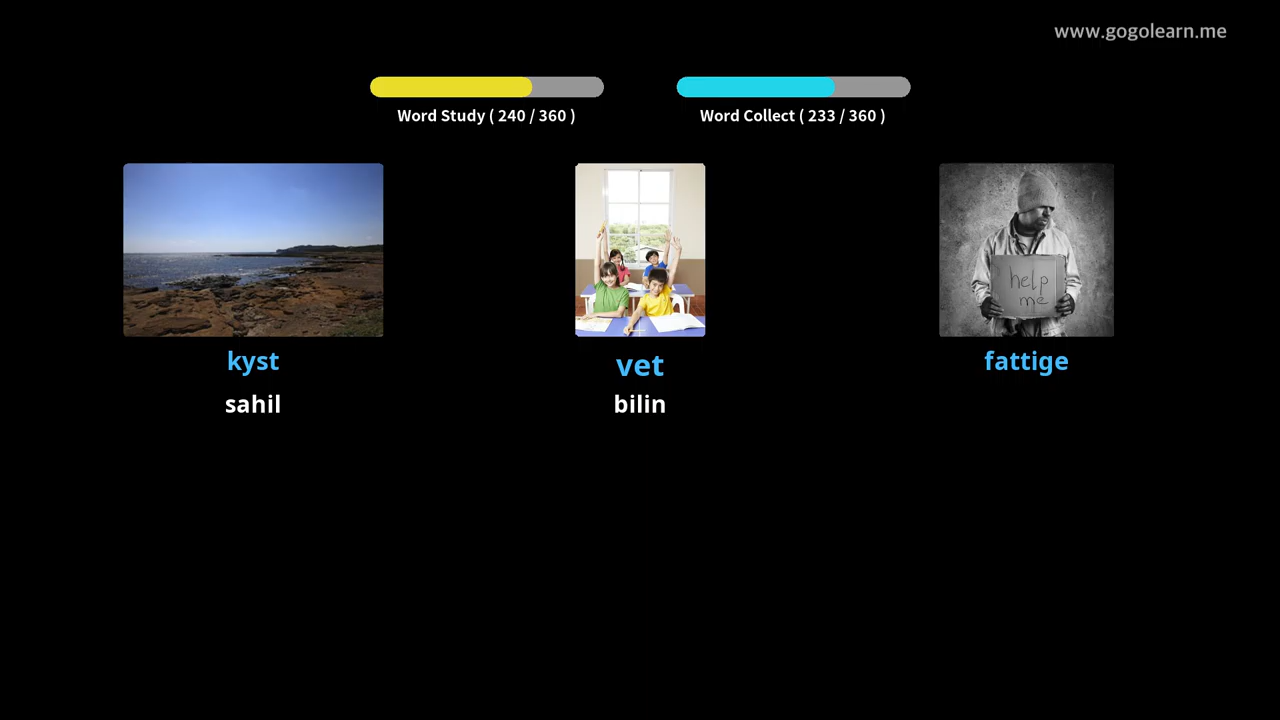 www.gogolearn.me
Word Study ( 240 / 360 )
Word Collect ( 233 / 360 )
help
me
kyst
vet
fattige
sahil
bilin